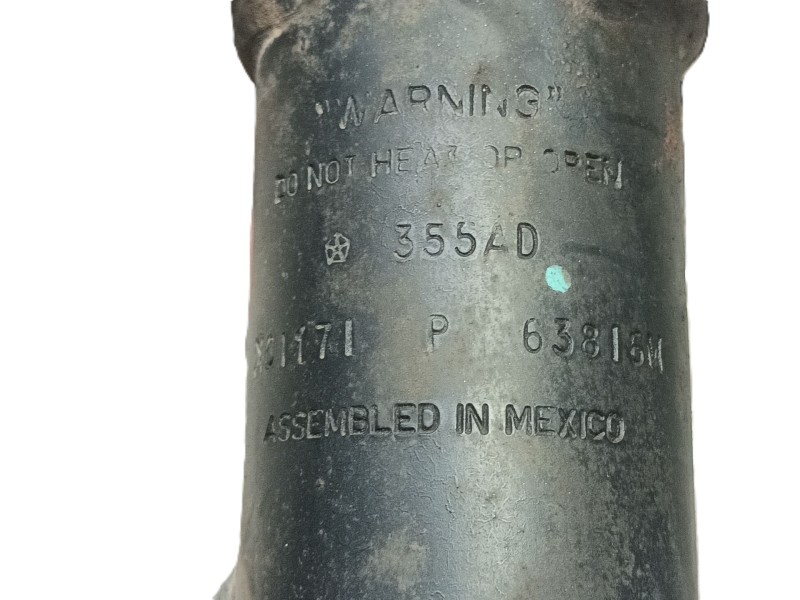 "WARNING"
DO NOT HEAT OR OPEN
355AD
P 63816M
ASSEMBLED IN MEXICO